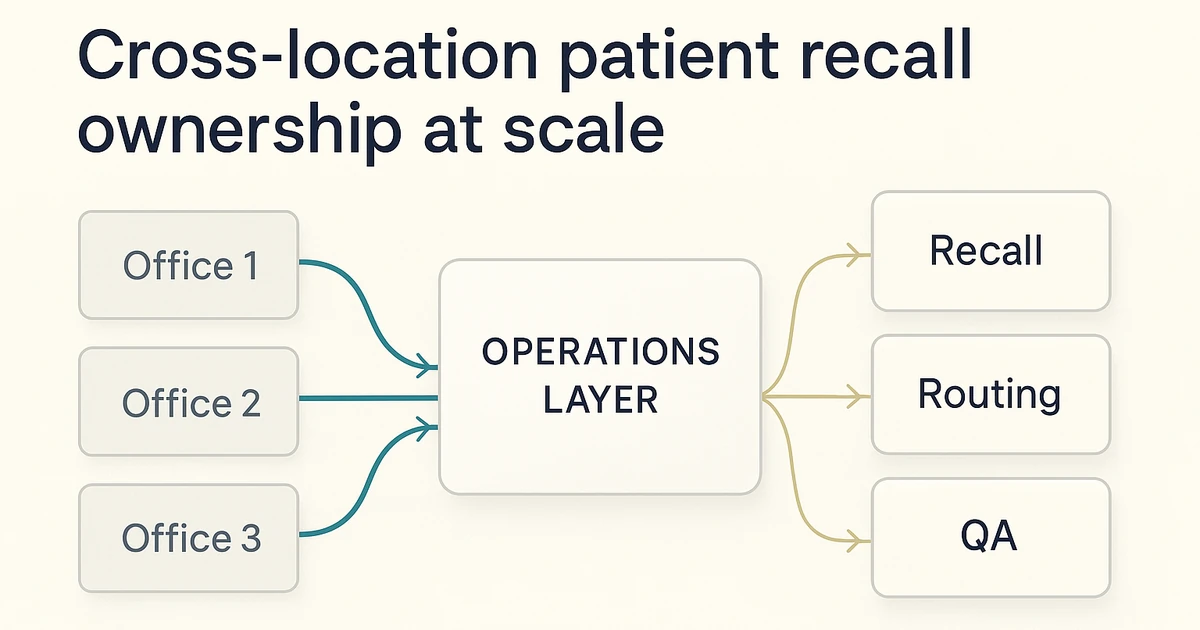 Cross-location patient recall
ownership at scale
Office 1
Office 2
Office 3
OPERATIONS
LAYER
Recall
Routing
QA